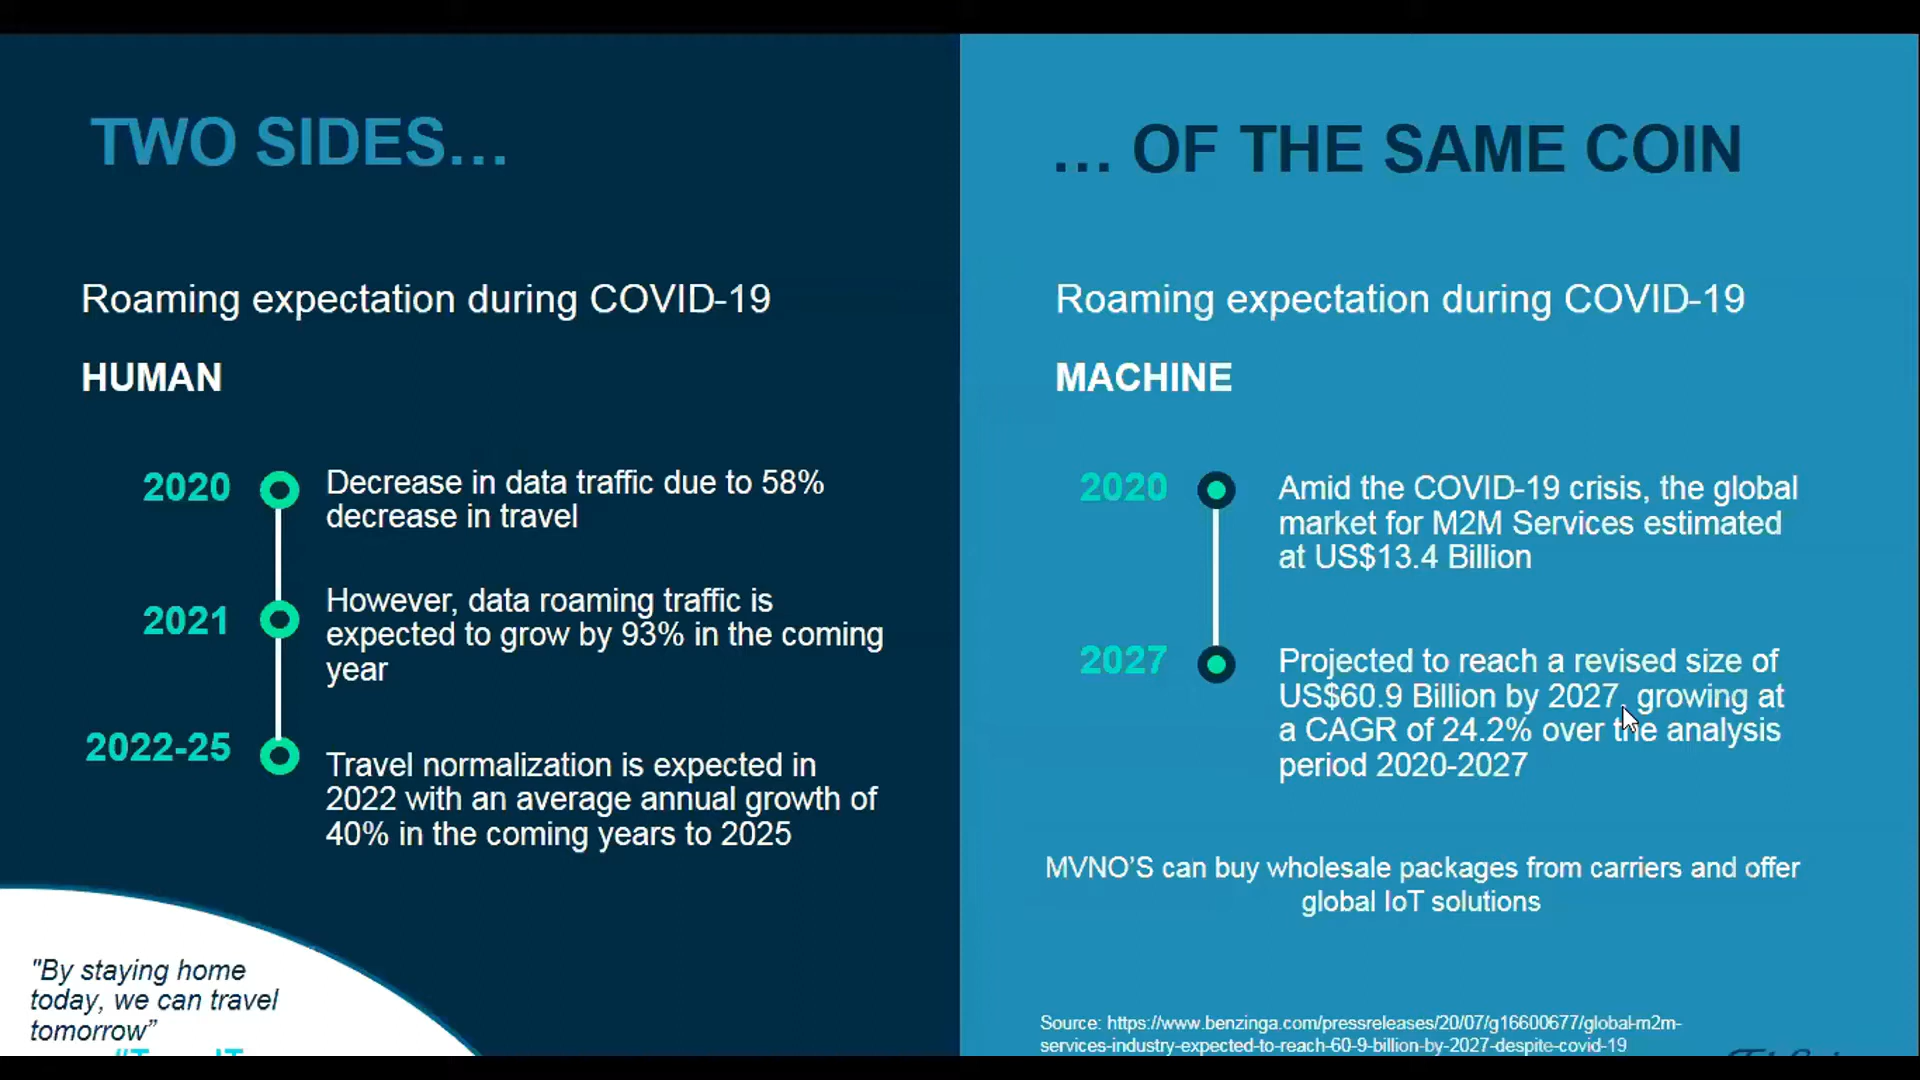 TWO SIDES...
Roaming expectation during COVID-19
HUMAN
2020
Decrease in data traffic due to 58%
decrease in travel
2021
However, data roaming traffic is
expected to grow by 93% in the coming
year
2022-25
Travel normalization is expected in
2022 with an average annual growth of
40% in the coming years to 2025
"By staying home
today, we can travel
tomorrow”
... OF THE SAME COIN
Roaming expectation during COVID-19
MACHINE
2020
Amid the COVID-19 crisis, the global
market for M2M Services estimated
at US$13.4 Billion
2027
Projected to reach a revised size of
US$60.9 Billion by 2027, growing at
a CAGR of 24.2% over the analysis
period 2020-2027
MVNO’S can buy wholesale packages from carriers and offer
global IoT solutions
Source: https://www.benzinga.com/pressreleases/20/07/g16600677/global-m2m-
services-industry-expected-to-reach-60-9-billion-by-2027-despite-covid-19